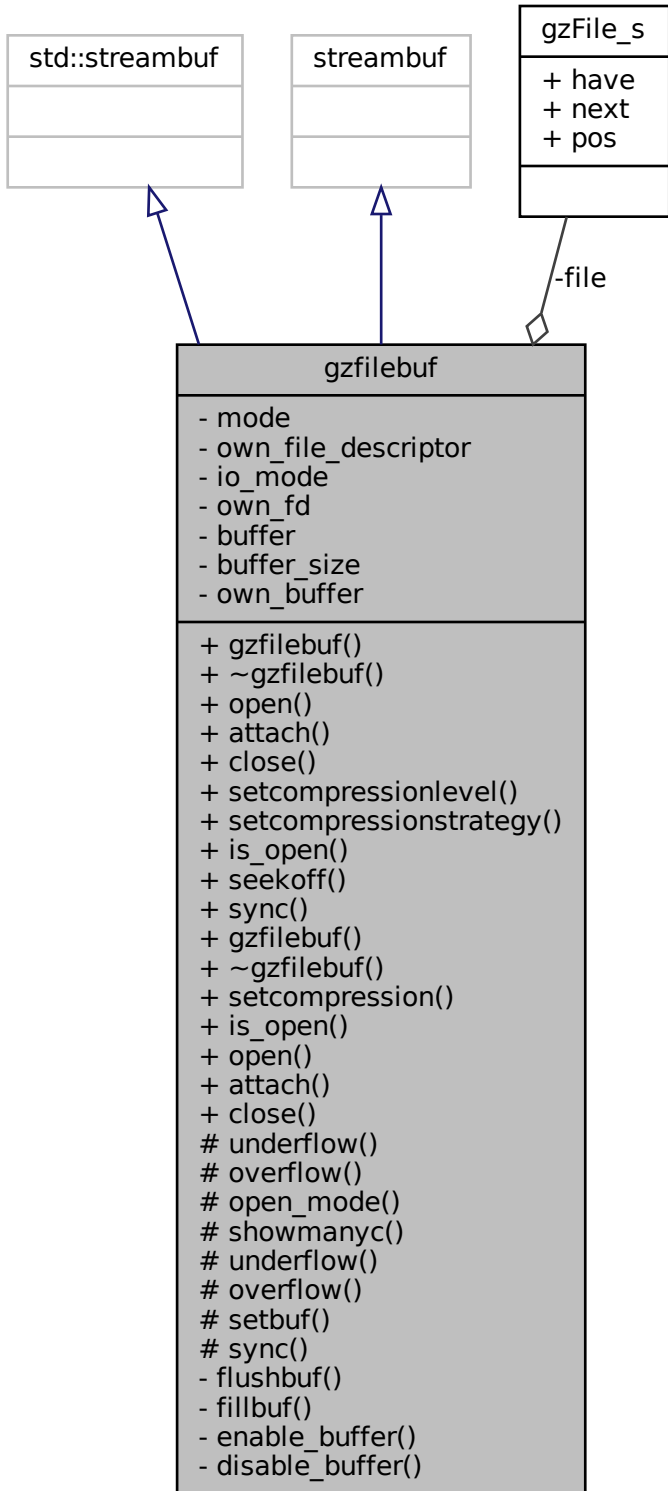 std::streambuf
streambuf
gzFile_s
+ have
+ next
+ pos
-file
gzfilebuf
- mode
- own_file_descriptor
- io_mode
- own_fd
- buffer
- buffer_size
- own_buffer
+ gzfilebuf()
+ ~gzfilebuf()
+ open()
+ attach()
+ close()
+ setcompressionlevel()
+ setcompressionstrategy()
+ is_open()
+ seekoff()
+ sync()
+ gzfilebuf()
+ ~gzfilebuf()
+ setcompression()
+ is_open()
+ open()
+ attach()
+ close()
# underflow()
# overflow()
# open_mode()
# showmanyc()
# underflow()
# overflow()
# setbuf()
# sync()
- flushbuf()
- fillbuf()
- enable_buffer()
- disable_buffer()